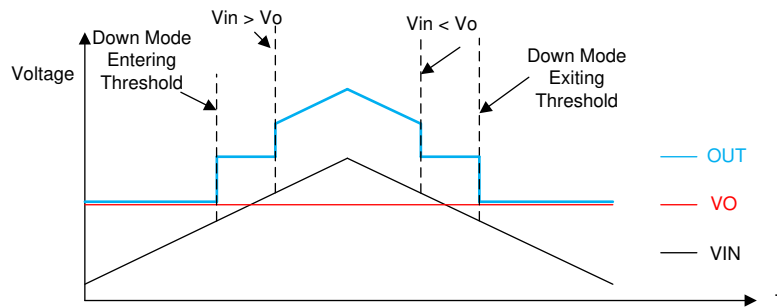 Vin > Vo
Down Mode
Entering
Threshold
Vin < Vo
Down Mode
Exiting
Threshold
Voltage
OUT
VO
VIN